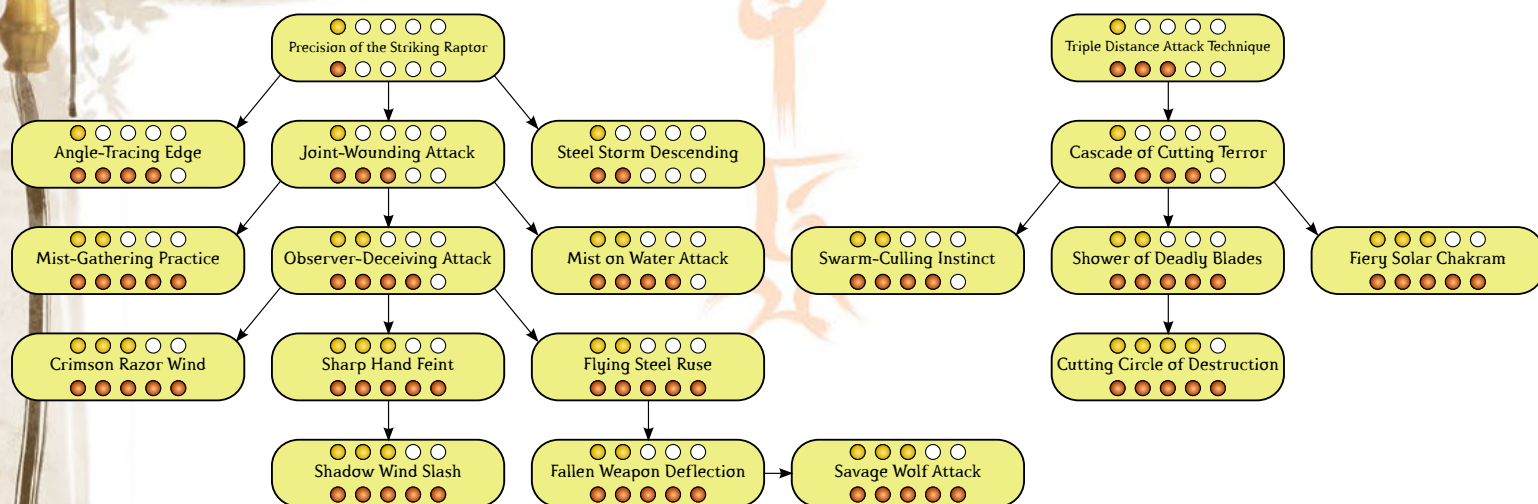 Precision of the Striking Raptor
Triple Distance Attack Technique
Angle-Tracing Edge
Joint-Wounding Attack
Steel Storm Descending
Cascade of Cutting Terror
Mist-Gathering Practice
Observer-Deceiving Attack
Mist on Water Attack
Swarm-Culling Instinct
Shower of Deadly Blades
Fiery Solar Chakram
Crimson Razor Wind
Sharp Hand Feint
Flying Steel Ruse
Cutting Circle of Destruction
Shadow Wind Slash
Fallen Weapon Deflection
Savage Wolf Attack